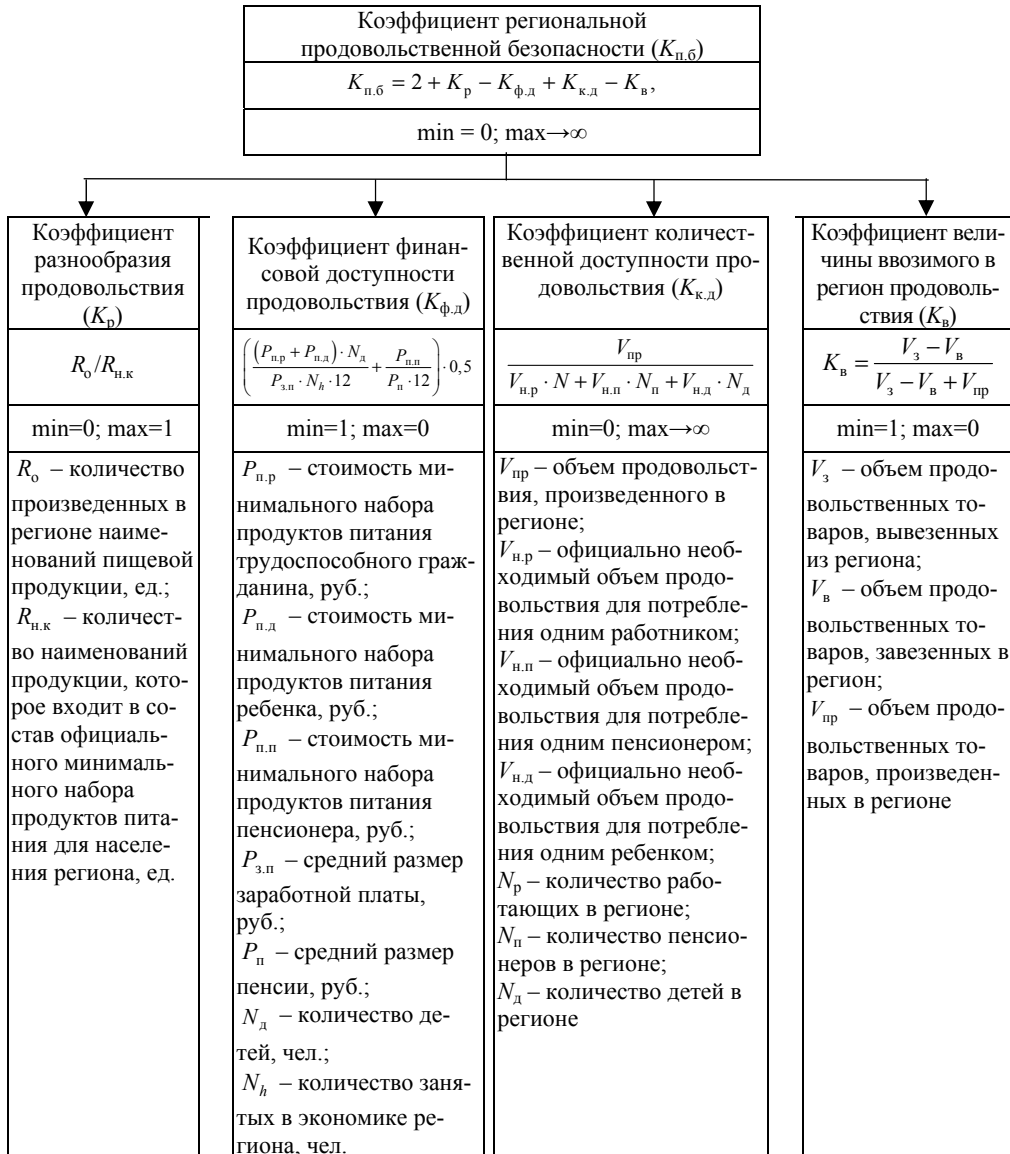 Коэффициент региональной
продовольственной безопасности (Kп.б)
Kп.б = 2 + Kр − Kф.д + Kк.д − Kв,
min = 0; max→∞
Коэффициент
разнообразия
продовольствия
(Kр)
Rо/Rн.к
min=0; max=1
Rо – количество
произведенных в
регионе наиме-
нований пищевой
продукции, ед.;
Rн.к – количест-
во наименований
продукции, кото-
рое входит в со-
став официаль-
ного минималь-
ного набора
продуктов пита-
ния для населе-
ния региона, ед.
Коэффициент финан-
совой доступности
продовольствия (Kф.д)
(((Pп.р + Pп.д) · Nд)/(Pз.п · Nh · 12) + Pп.п/(Pп · 12)) · 0,5
min=1; max=0
Pп.р – стоимость ми-
нимального набора
продуктов питания
трудоспособного граж-
данина, руб.;
Pп.д – стоимость ми-
нимального набора
продуктов питания
ребенка, руб.;
Pп.п – стоимость ми-
нимального набора
продуктов питания
пенсионера, руб.;
Pз.п – средний размер
заработной платы,
руб.;
Pп – средний размер
пенсии, руб.;
Nд – количество де-
тей, чел.;
Nh – количество заня-
тых в экономике ре-
гиона, чел.
Коэффициент количест-
венной доступности про-
довольствия (Kк.д)
Vпр
Vн.р · N + Vн.п · Nп + Vн.д · Nд
min=0; max→∞
Vпр – объем продовольст-
вия, произведенного в
регионе;
Vн.р – официально необ-
ходимый объем продо-
вольствия для потребле-
ния одним работником;
Vн.п – официально необ-
ходимый объем продо-
вольствия для потребле-
ния одним пенсионером;
Vн.д – официально необ-
ходимый объем продо-
вольствия для потребле-
ния одним ребенком;
Nр – количество рабо-
тающих в регионе;
Nп – количество пенсио-
неров в регионе;
Nд – количество детей в
регионе
Коэффициент вели-
чины ввозимого в
регион продоволь-
ствия (Kв)
Kв = (Vз − Vв)/(Vз − Vв + Vпр)
min=1; max=0
Vз – объем продо-
вольственных то-
варов, вывезенных
из региона;
Vв – объем продо-
вольственных то-
варов, завезенных в
регион;
Vпр – объем продо-
вольственных то-
варов, произведен-
ных в регионе